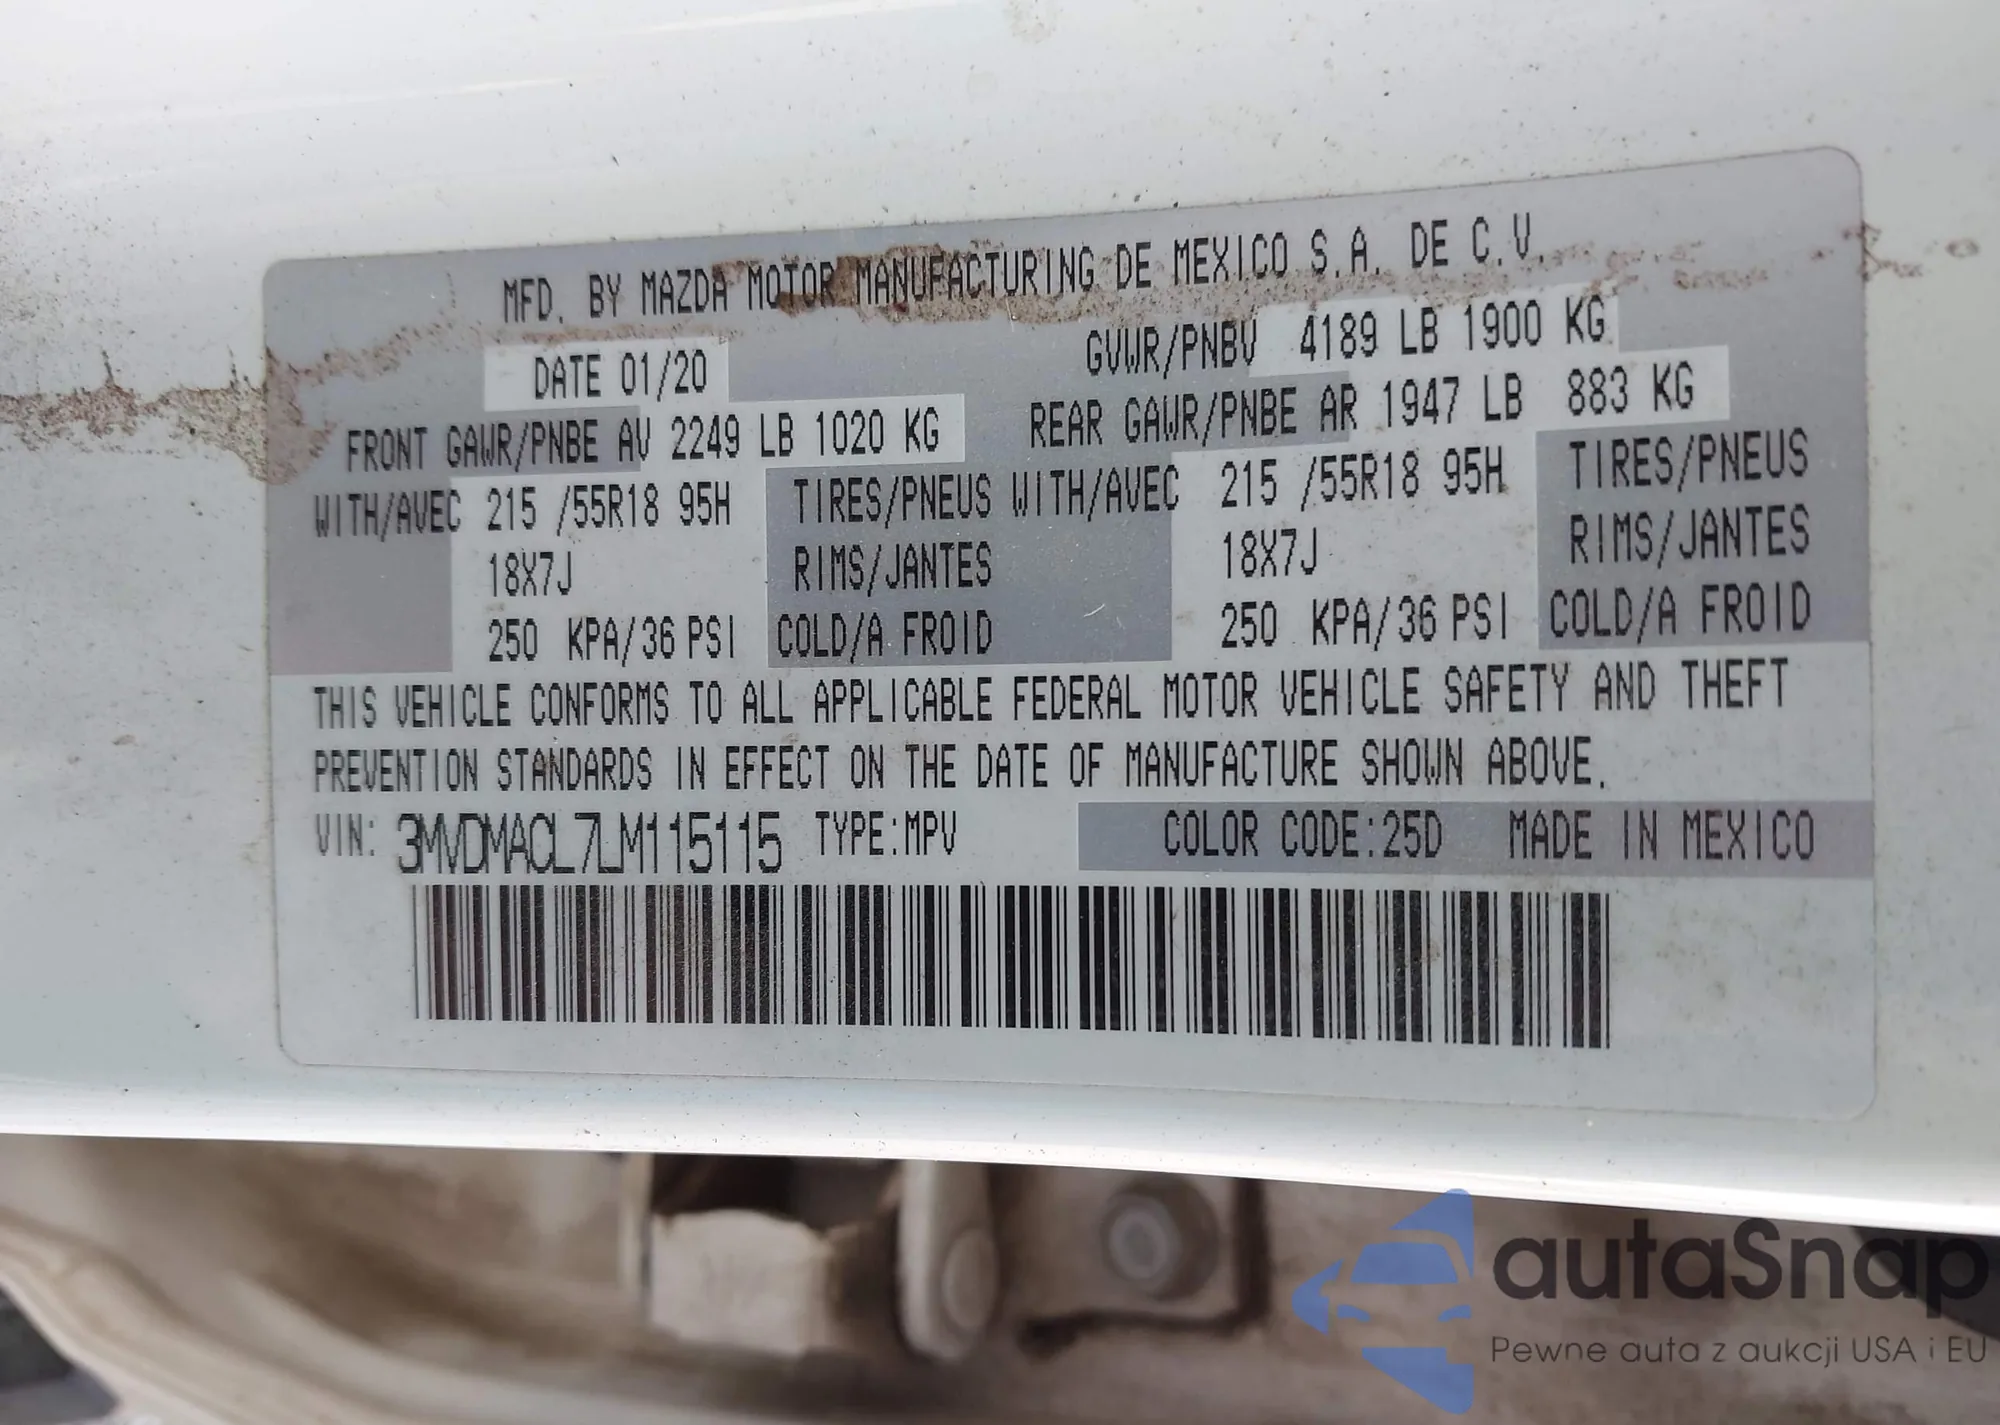 MFD. BY MAZDA MOTOR MANUFACTURING DE MEXICO S.A. DE C.V.
DATE 01/20 GVWR/PNBV 4189 LB 1900 KG
FRONT GAWR/PNBE AV 2249 LB 1020 KG REAR GAWR/PNBE AR 1947 LB 883 KG
WITH/AVEC 215 /55R18 95H TIRES/PNEUS WITH/AVEC 215 /55R18 95H TIRES/PNEUS
18X7J RIMS/JANTES 18X7J RIMS/JANTES
250 KPA/36 PSI COLD/A FROID 250 KPA/36 PSI COLD/A FROID
THIS VEHICLE CONFORMS TO ALL APPLICABLE FEDERAL MOTOR VEHICLE SAFETY AND THEFT
PREVENTION STANDARDS IN EFFECT ON THE DATE OF MANUFACTURE SHOWN ABOVE.
VIN: 3MVDMACL7LM115115 TYPE:MPV COLOR CODE:25D MADE IN MEXICO
autaSnap
Pewne auta z aukcji USA i EU